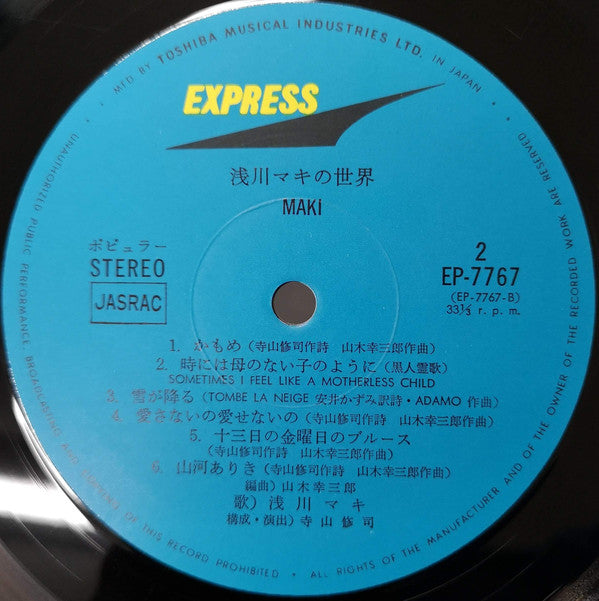 MFD BY TOSHIBA MUSICAL INDUSTRIES LTD. IN JAPAN •
EXPRESS
浅川マキの世界
MAKi
ポピュラー
STEREO
JASRAC
2
EP-7767
(EP-7767-B)
33⅓ r. p. m.
1. かもめ (寺山修司作詩 山木幸三郎作曲)
2. 時には母のない子のように (黒人霊歌)
SOMETIMES I FEEL LIKE A MOTHERLESS CHILD
3. 雪が降る (TOMBE LA NEIGE 安井かずみ訳詩・ADAMO 作曲)
4. 愛さないの愛せないの (寺山修司作詩 山木幸三郎作曲)
5. 十三日の金曜日のブルース
(寺山修司作詩 山木幸三郎作曲)
6. 山河ありき (寺山修司作詩 山木幸三郎作曲)
編曲) 山木幸三郎
歌) 浅川マキ
構成・演出) 寺山修司
UNAUTHORIZED PUBLIC PERFORMANCE, BROADCASTING AND COPYING OF THIS RECORD PROHIBITED • ALL RIGHTS OF THE MANUFACTURER AND OF THE OWNER OF THE RECORDED WORK ARE RESERVED